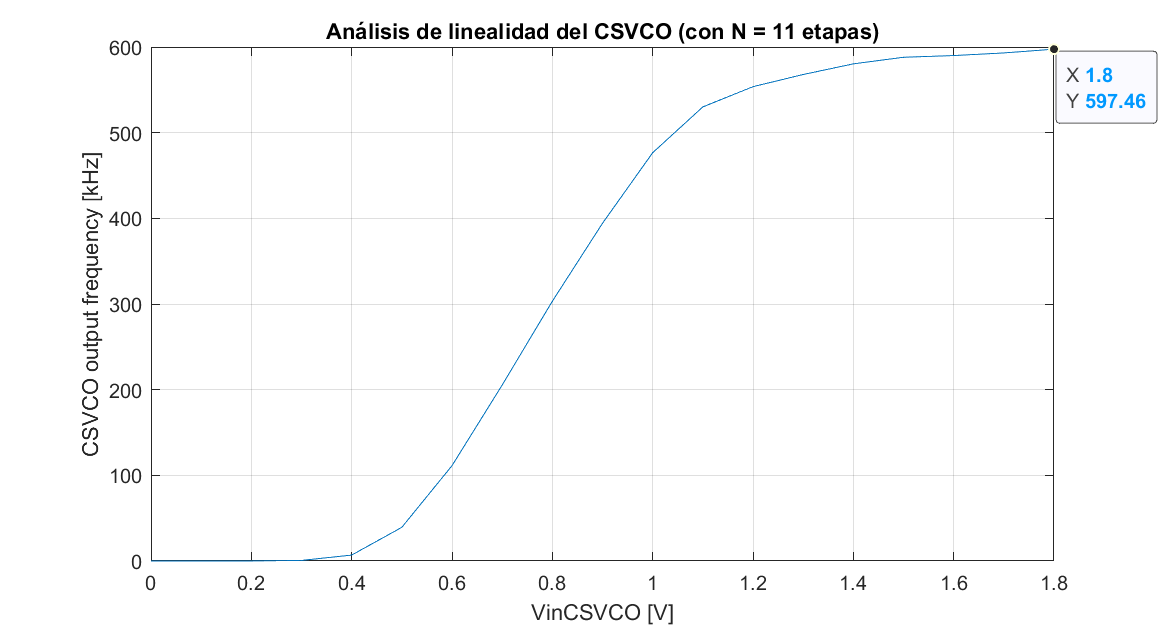 Análisis de linealidad del CSVCO (con N = 11 etapas)
600
500
400
300
200
100
0
CSVCO output frequency [kHz]
X 1.8
Y 597.46
0 0.2 0.4 0.6 0.8 1 1.2 1.4 1.6 1.8
VinCSVCO [V]